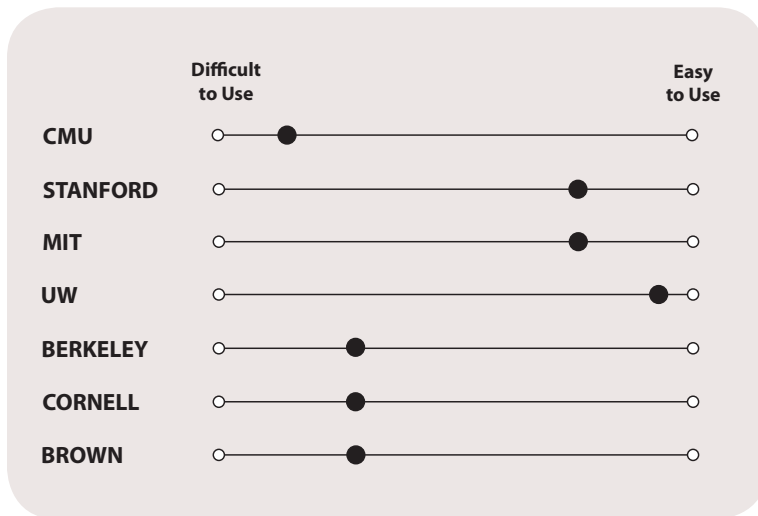 Difficult
to Use
Easy
to Use
CMU
STANFORD
MIT
UW
BERKELEY
CORNELL
BROWN